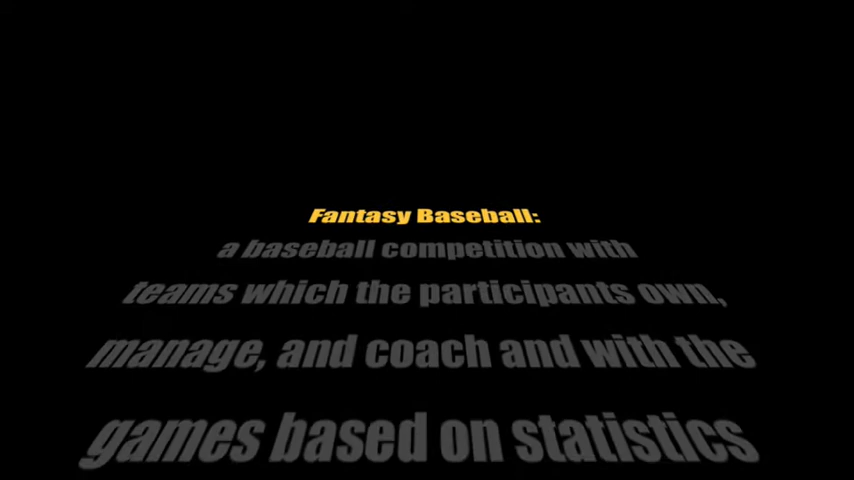 Fantasy Baseball:
a baseball competition with
teams which the participants own,
manage, and coach and with the
games based on statistics